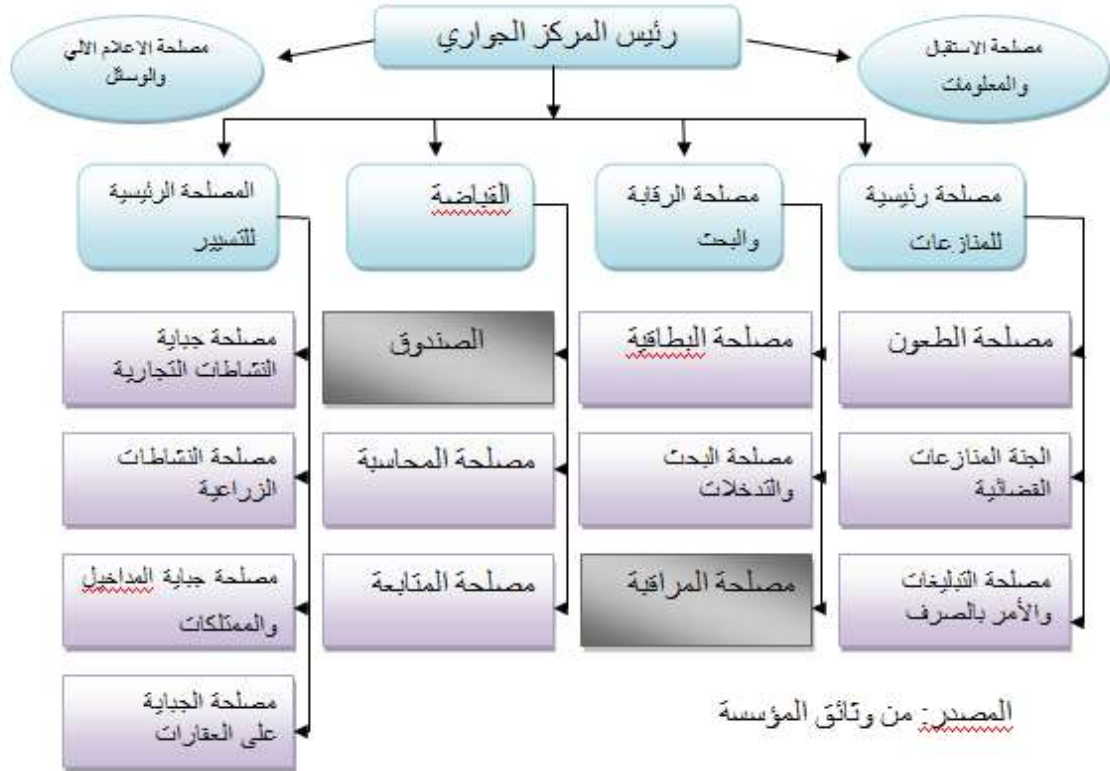 رئيس المركز الجواري
مصلحة الاستقبال
والمعلومات
مصلحة الاعلام الالي
والوسائل
مصلحة رئيسية
للمنازعات
مصلحة الرقابة
والبحث
القباضة
المصلحة الرئيسية
للتسيير
مصلحة الطعون
الجنة المنازعات
القضائية
مصلحة التبليغات
والأمر بالصرف
مصلحة البطاقية
مصلحة البحث
والتدخلات
مصلحة المراقبة
الصندوق
مصلحة المحاسبة
مصلحة المتابعة
مصلحة جباية
النشاطات التجارية
مصلحة النشاطات
الزراعية
مصلحة جباية المداخيل
والممتلكات
مصلحة الجباية
على العقارات
المصدر: من وثائق المؤسسة